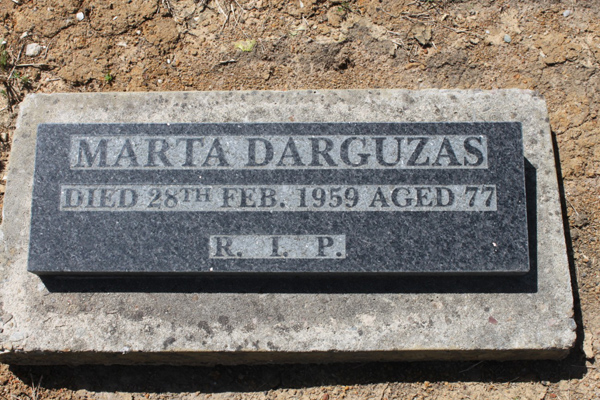 MARTA DARGUZAS
DIED 28TH FEB. 1959 AGED 77
R. I. P.